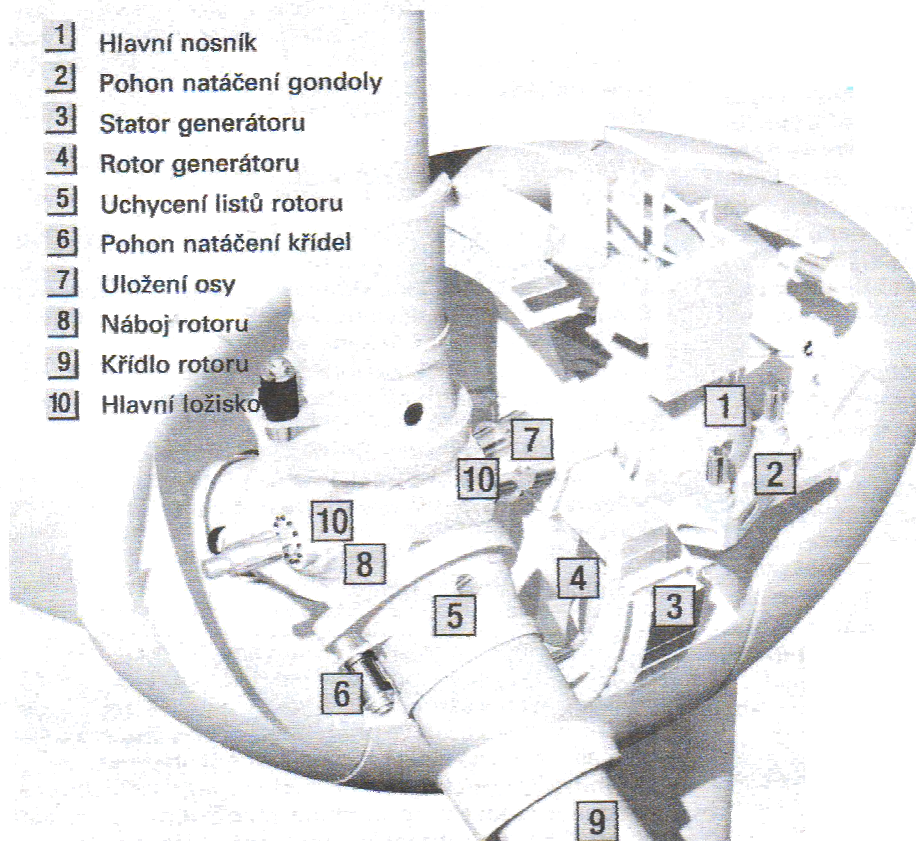 1 Hlavní nosník
2 Pohon natáčení gondoly
3 Stator generátoru
4 Rotor generátoru
5 Uchycení listů rotoru
6 Pohon natáčení křídel
7 Uložení osy
8 Náboj rotoru
9 Křídlo rotoru
10 Hlavní ložisko
1
7
2
10
10
8
4
3
5
6
9